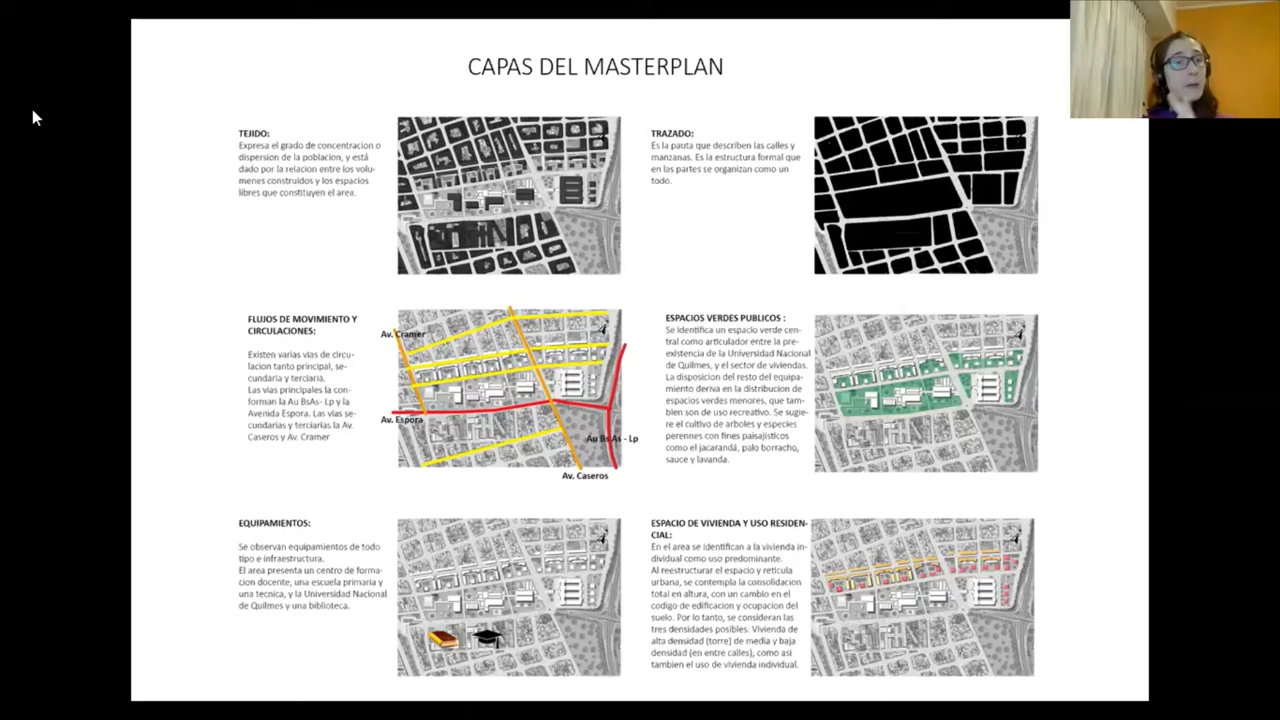 CAPAS DEL MASTERPLAN
TEJIDO:
Expresa el grado de concentracion o
dispersion de la poblacion, y está
dado por la relacion entre los volu-
menes construidos y los espacios
libres que constituyen el area.
TRAZADO:
Es la pauta que describen las calles y
manzanas. Es la estructura formal que
en las partes se organizan como un
todo.
FLUJOS DE MOVIMIENTO Y
CIRCULACIONES:
Existen varias vias de circu-
lacion tanto principal, se-
cundaria y terciaria.
Las vias principales la con-
forman la Au BsAs- Lp y la
Avenida Espora. Las vias se-
cundarias y terciarias la Av.
Caseros y Av. Cramer
Av. Cramer
Av. Espora
Au Bs As - Lp
Av. Caseros
ESPACIOS VERDES PUBLICOS :
Se identifica un espacio verde cen-
tral como articulador entre la pre-
existencia de la Universidad Nacional
de Quilmes, y el sector de viviendas.
La disposicion del resto del equipa-
miento deriva en la distribucion de
espacios verdes menores, que tam-
bien son de uso recreativo. Se sugie-
re el cultivo de arboles y especies
perennes con fines paisajisticos
como el jacarandá, palo borracho,
sauce y lavanda.
EQUIPAMIENTOS:
Se observan equipamientos de todo
tipo e infraestructura.
El area presenta un centro de forma-
cion docente, una escuela primaria y
una tecnica, y la Universidad Nacional
de Quilmes y una biblioteca.
ESPACIO DE VIVIENDA Y USO RESIDEN-
CIAL:
En el area se identifican a la vivienda in-
dividual como uso predominante.
Al reestructurar el espacio y reticula
urbana, se contempla la consolidacion
total en altura, con un cambio en el
codigo de edificacion y ocupacion del
suelo. Por lo tanto, se consideran las
tres densidades posibles: Vivienda de
alta densidad (torre) de media y baja
densidad (en entre calles), como asi
tambien el uso de vivienda individual.